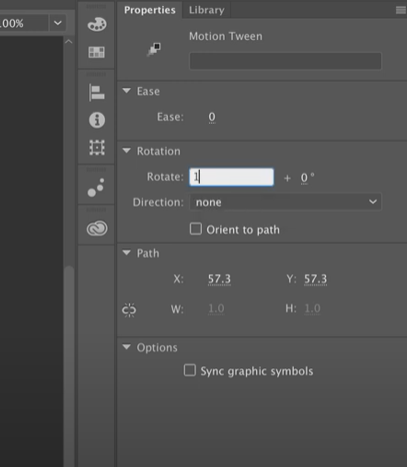 .00%
Properties Library
Motion Tween
Ease
Ease: 0
Rotation
Rotate: 1 + 0°
Direction: none
Orient to path
Path
X: 57.3 Y: 57.3
W: 1.0 H: 1.0
Options
Sync graphic symbols